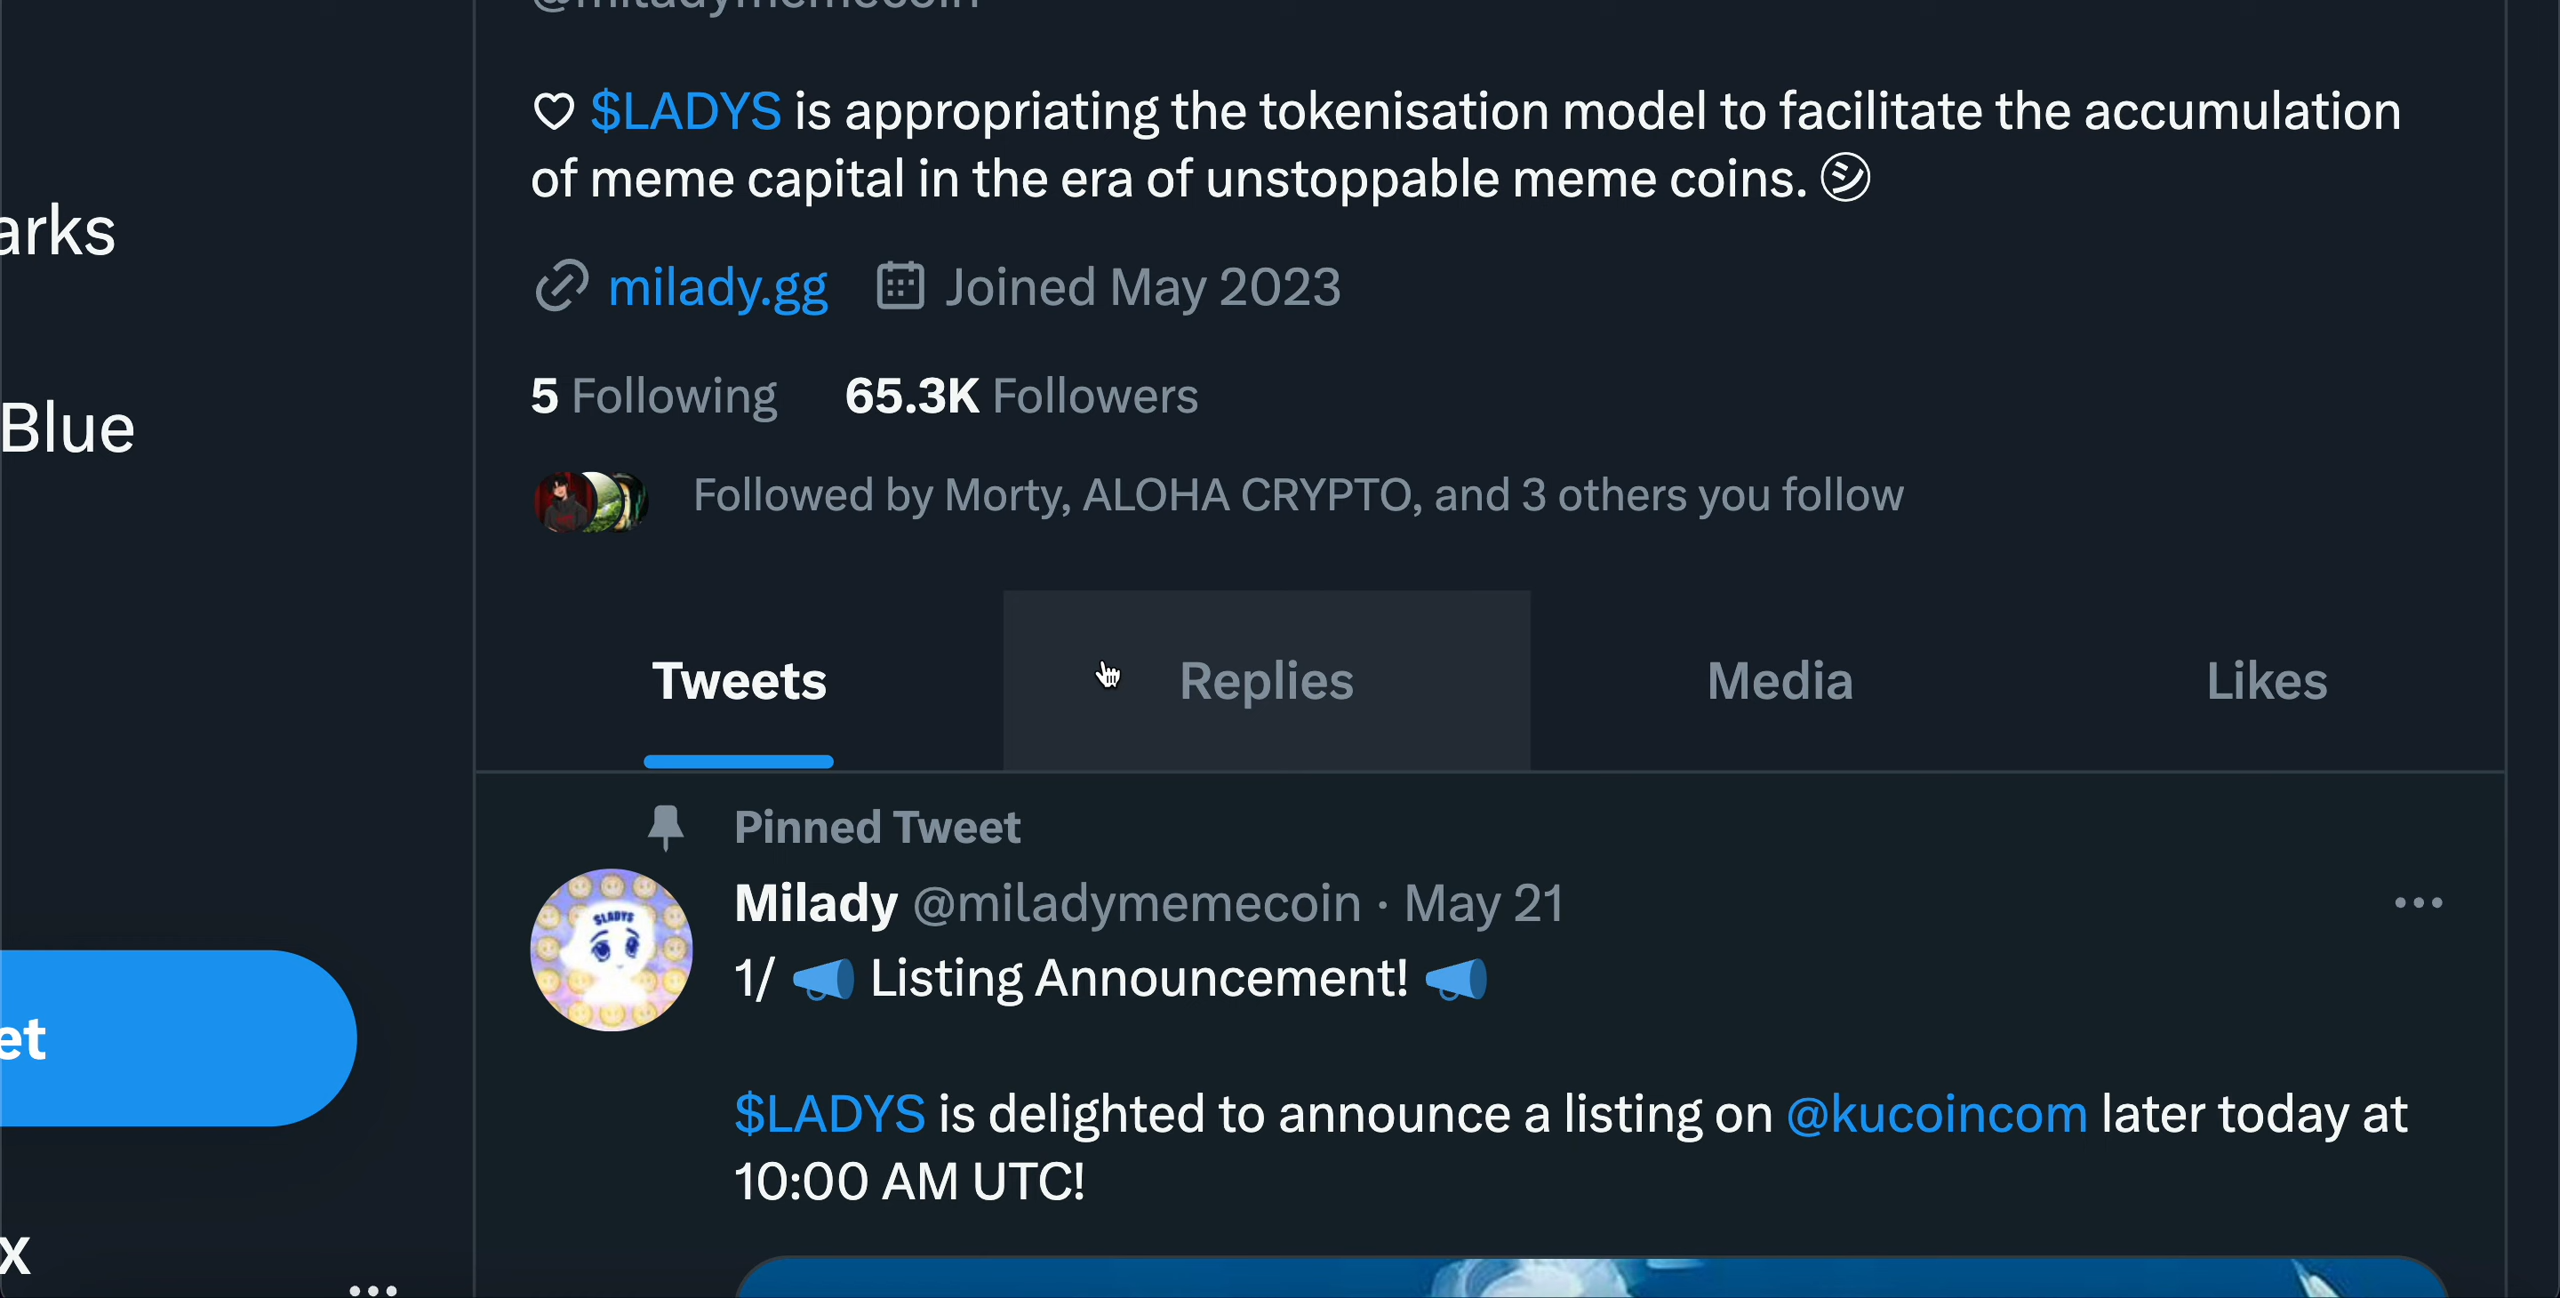 @miladymemecoin
♡ $LADYS is appropriating the tokenisation model to facilitate the accumulation
of meme capital in the era of unstoppable meme coins. ㋛
arks
milady.gg Joined May 2023
5 Following 65.3K Followers
Blue
Followed by Morty, ALOHA CRYPTO, and 3 others you follow
Tweets Replies Media Likes
Pinned Tweet
Milady @miladymemecoin · May 21 ...
$LADYS
1/ 📣 Listing Announcement! 📣
et
$LADYS is delighted to announce a listing on @kucoincom later today at
10:00 AM UTC!
x
...